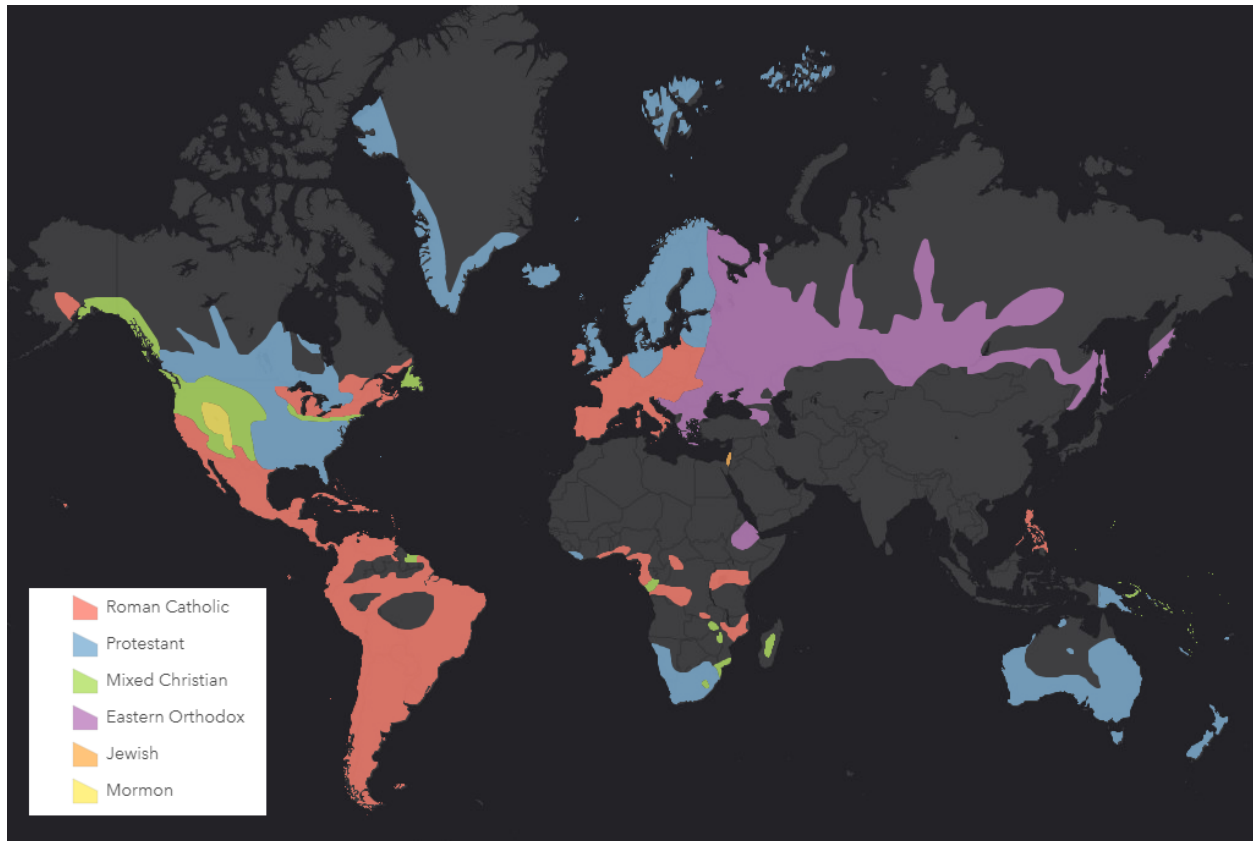 Roman Catholic
Protestant
Mixed Christian
Eastern Orthodox
Jewish
Mormon